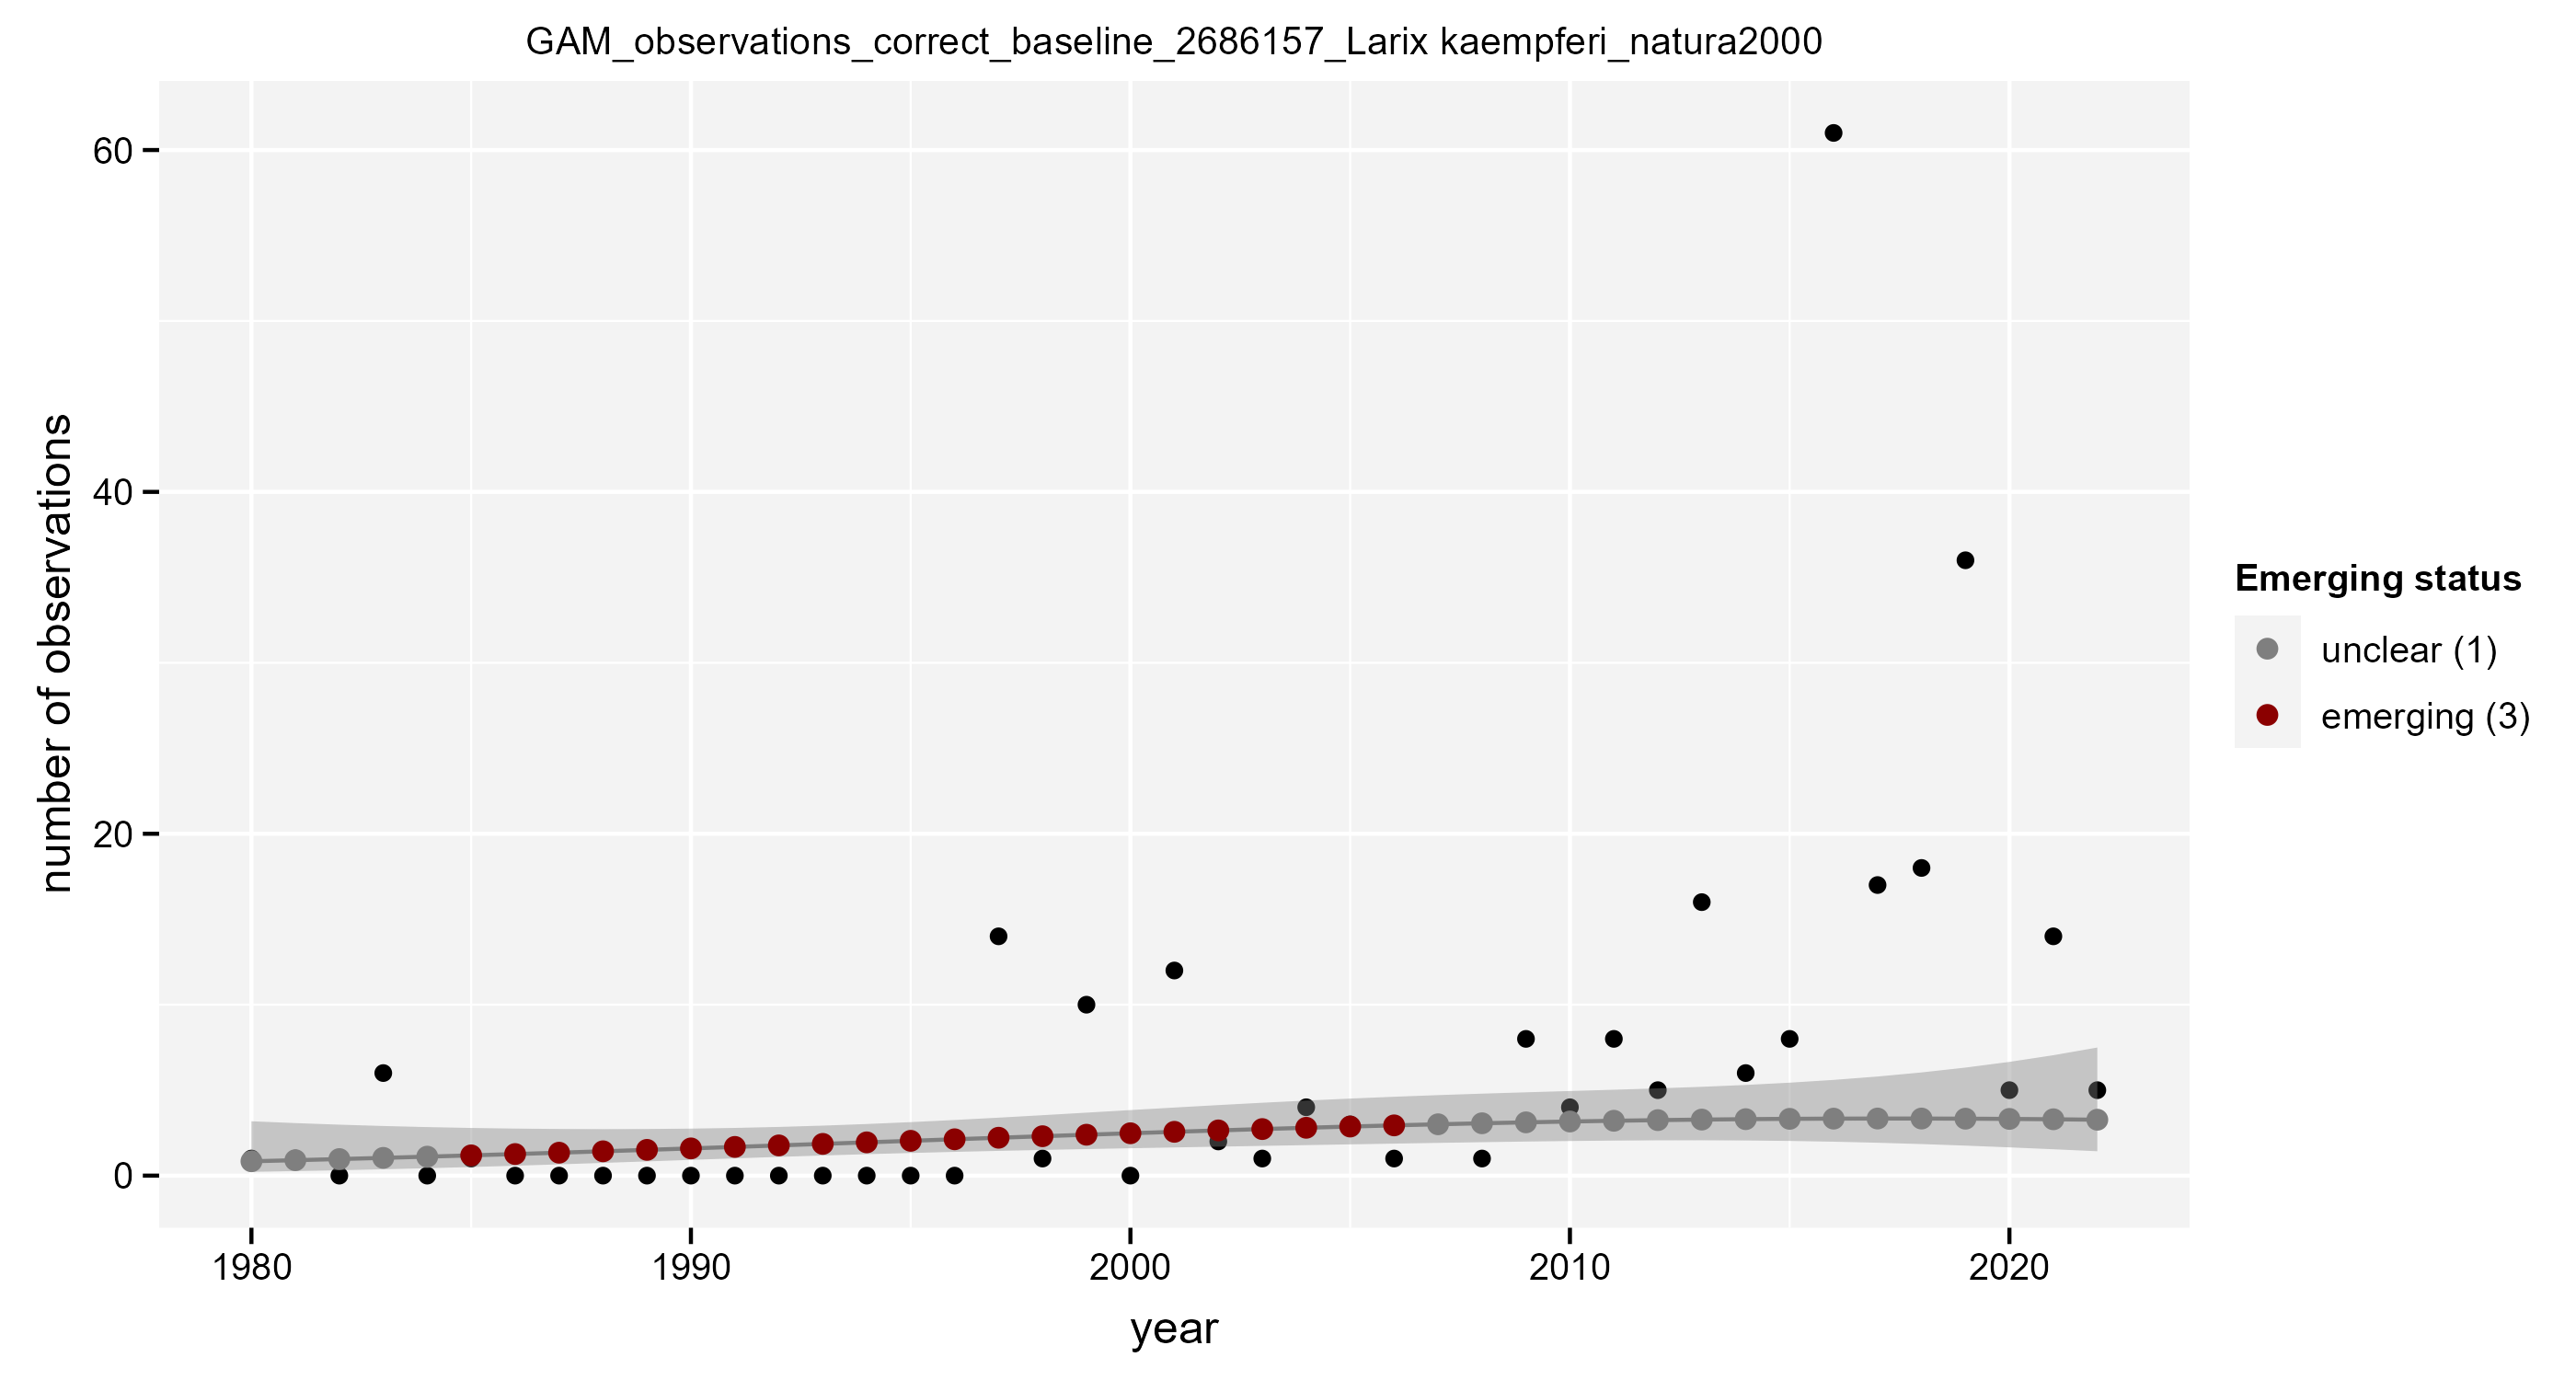 GAM_observations_correct_baseline_2686157_Larix kaempferi_natura2000
60
40
20
0
number of observations
1980 1990 2000 2010 2020
year
Emerging status
unclear (1)
emerging (3)